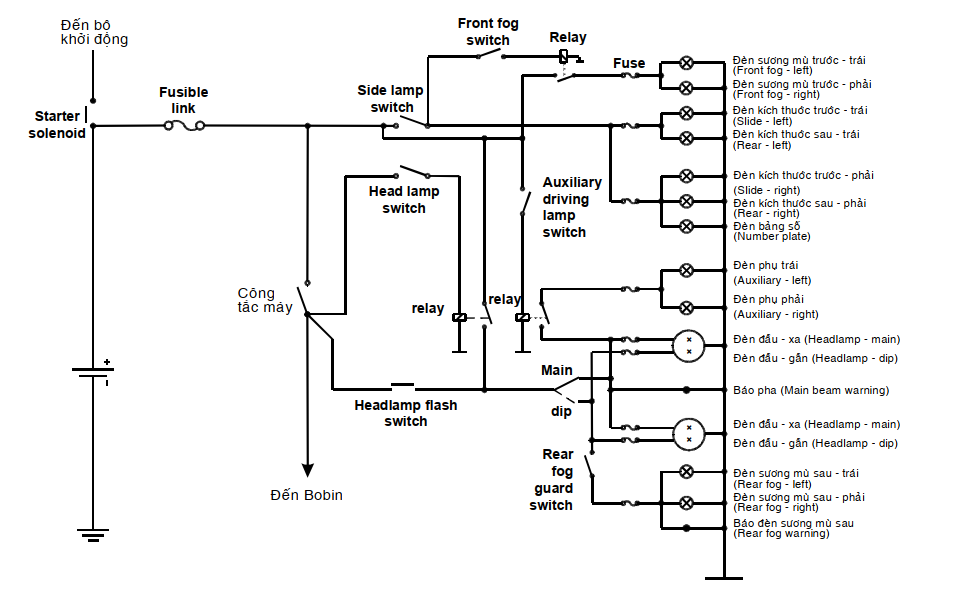 Đến bộ
khởi động
Starter
solenoid
Fusible
link
Side lamp
switch
Front fog
switch
Relay
Fuse
Head lamp
switch
Auxiliary
driving
lamp
switch
Công
tắc máy
relay
relay
Headlamp flash
switch
Main
dip
Rear
fog
guard
switch
Đến Bobin
Đèn sương mù trước - trái
(Front fog - left)
Đèn sương mù trước - phải
(Front fog - right)
Đèn kích thước trước - trái
(Slide - left)
Đèn kích thước sau - trái
(Rear - left)
Đèn kích thước trước - phải
(Slide - right)
Đèn kích thước sau - phải
(Rear - right)
Đèn bảng số
(Number plate)
Đèn phụ trái
(Auxiliary - left)
Đèn phụ phải
(Auxiliary - right)
Đèn đầu - xa (Headlamp - main)
Đèn đầu - gần (Headlamp - dip)
Báo pha (Main beam warning)
Đèn đầu - xa (Headlamp - main)
Đèn đầu - gần (Headlamp - dip)
Đèn sương mù sau - trái
(Rear fog - left)
Đèn sương mù sau - phải
(Rear fog - right)
Báo đèn sương mù sau
(Rear fog warning)